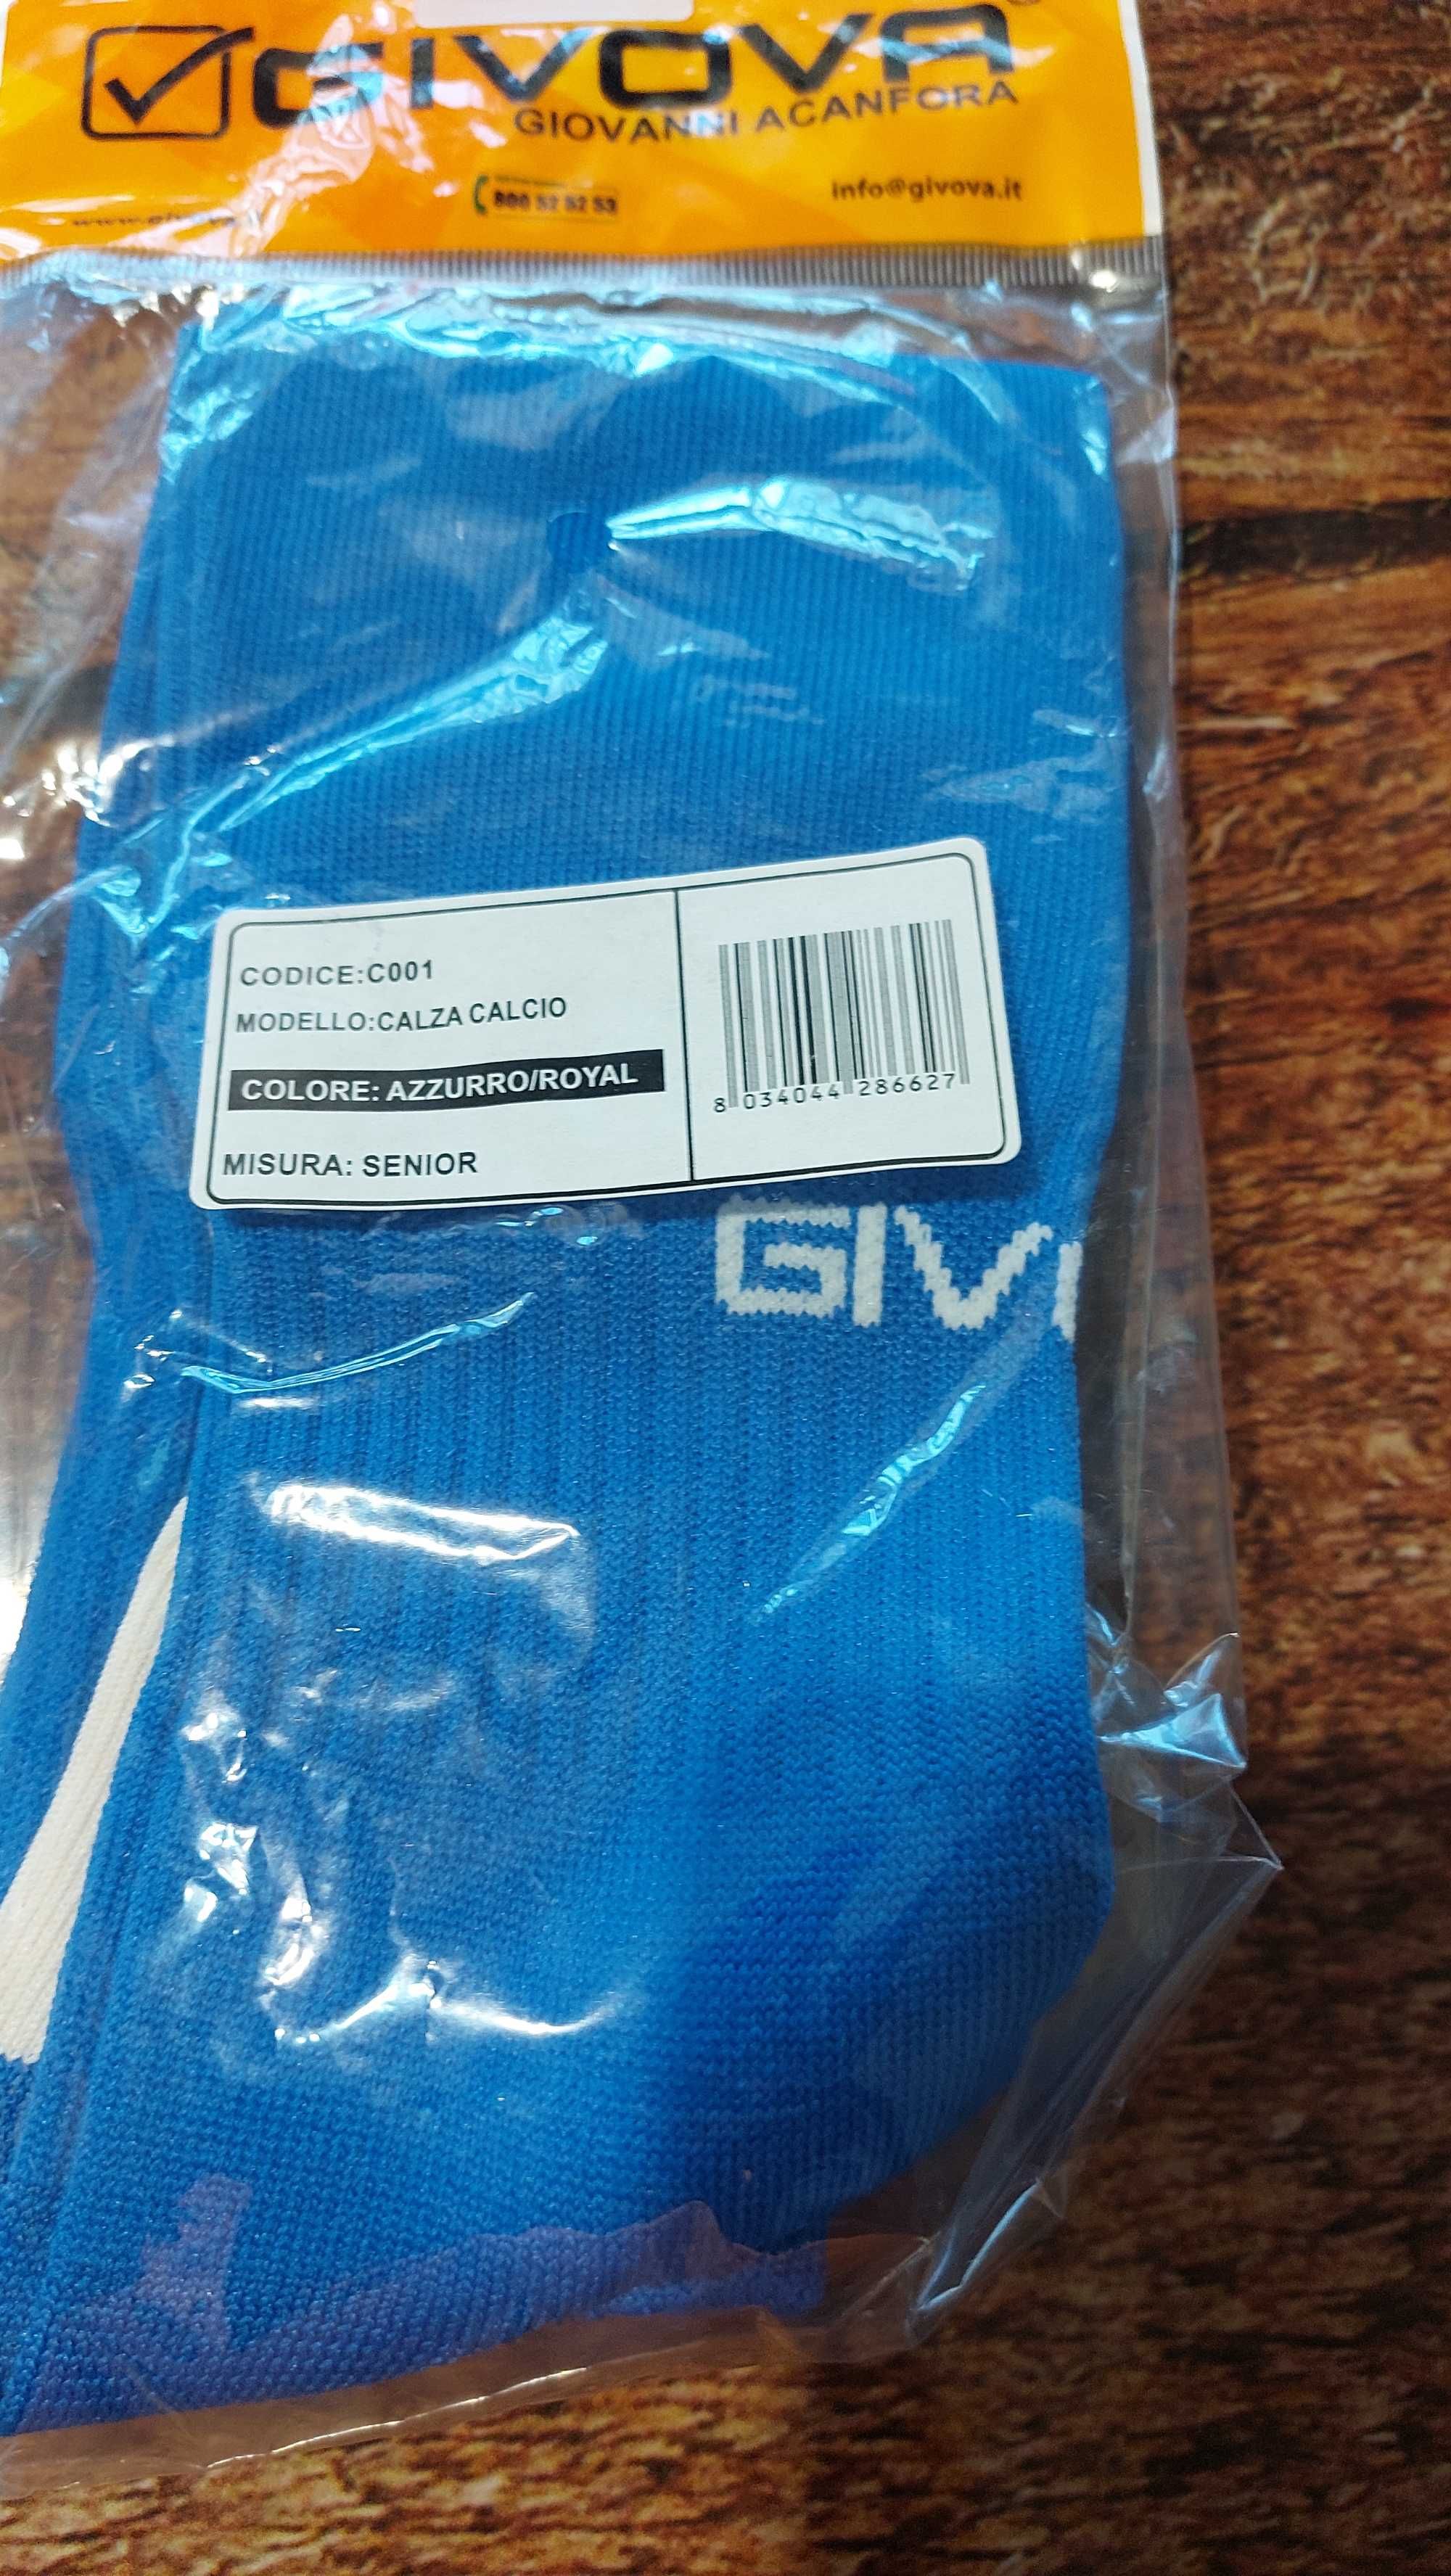 GIVOVA
GIOVANNI ACANFORA
800 52 52 53
info@givova.it
CODICE:C001
MODELLO:CALZA CALCIO
COLORE: AZZURRO/ROYAL
MISURA: SENIOR
8 034044 286627
GIV